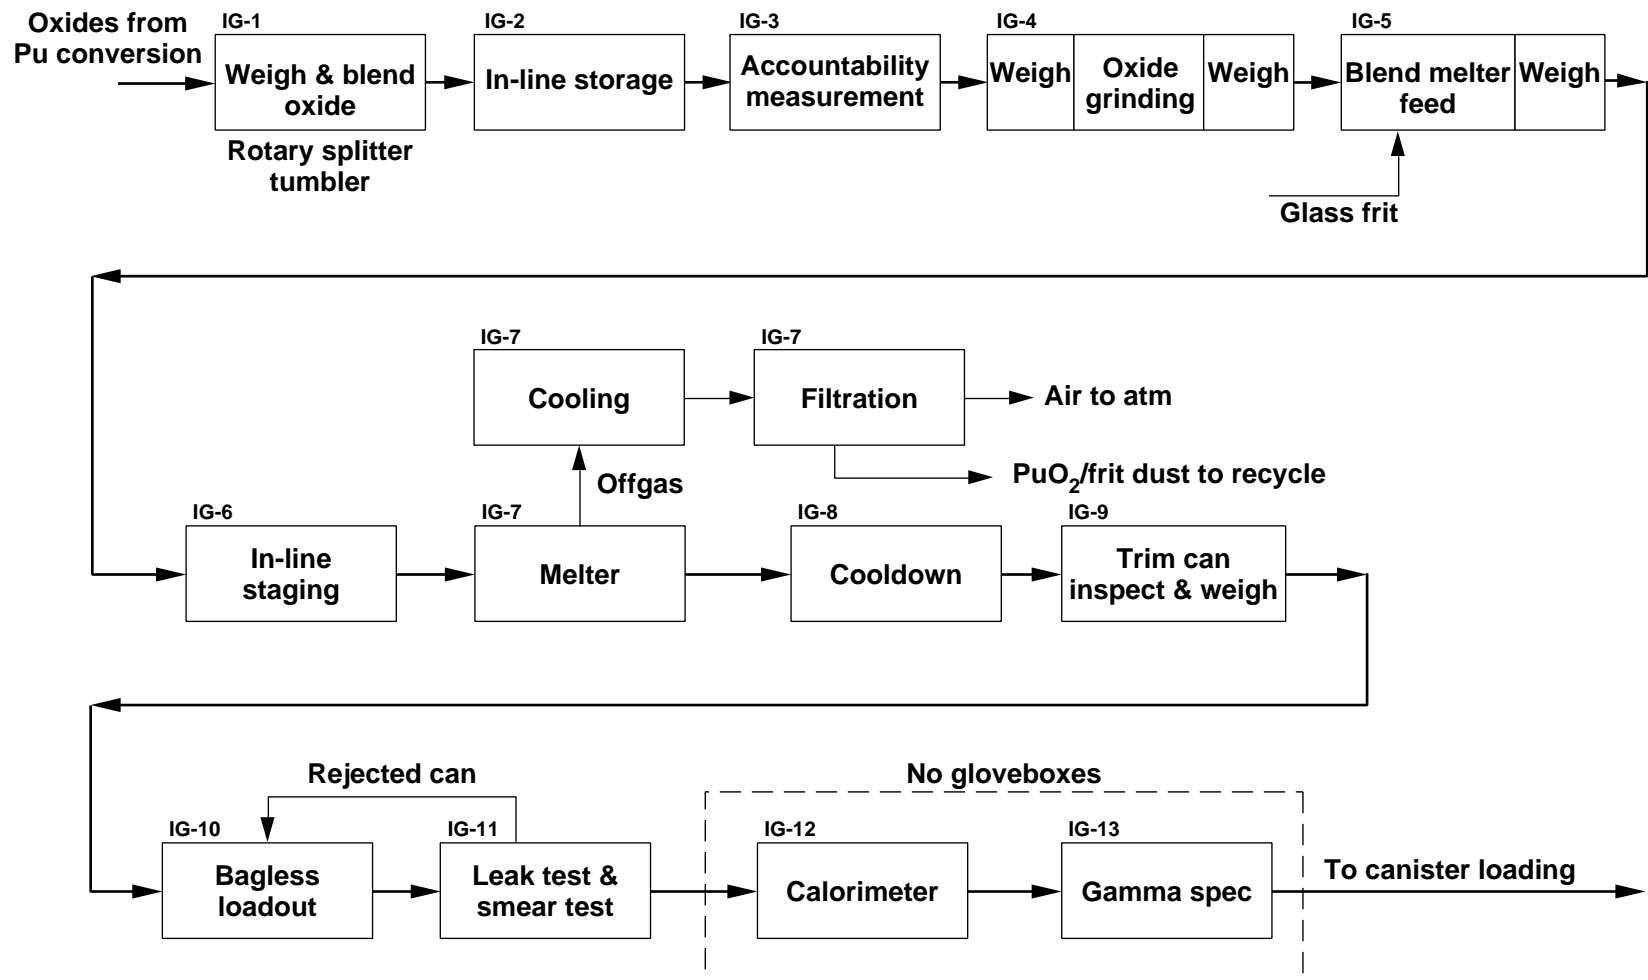 Oxides from
Pu conversion
IG-1
Weigh & blend
oxide
Rotary splitter
tumbler
IG-2
In-line storage
IG-3
Accountability
measurement
IG-4
Weigh
Oxide
grinding
Weigh
IG-5
Blend melter
feed
Weigh
Glass frit
IG-7
Cooling
IG-7
Filtration
Air to atm
PuO2/frit dust to recycle
Offgas
IG-6
In-line
staging
IG-7
Melter
IG-8
Cooldown
IG-9
Trim can
inspect & weigh
Rejected can
No gloveboxes
IG-10
Bagless
loadout
IG-11
Leak test &
smear test
IG-12
Calorimeter
IG-13
Gamma spec
To canister loading